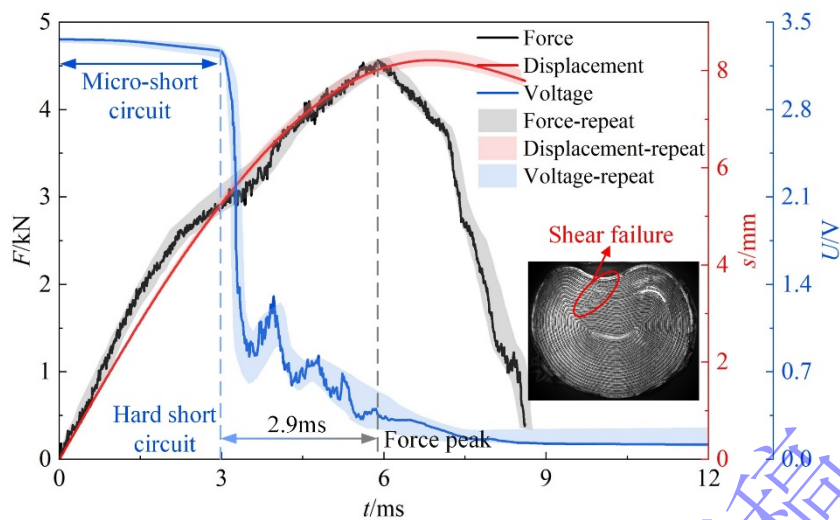 5
4
3
2
1
0
F/kN
Micro-short
circuit
Hard short
circuit
2.9ms
Force peak
Force
Displacement
Voltage
Force-repeat
Displacement-repeat
Voltage-repeat
Shear failure
8
6
4
2
0
s/mm
3.5
2.8
2.1
1.4
0.7
0.0
U/V
0
3
6
9
12
t/ms
稿